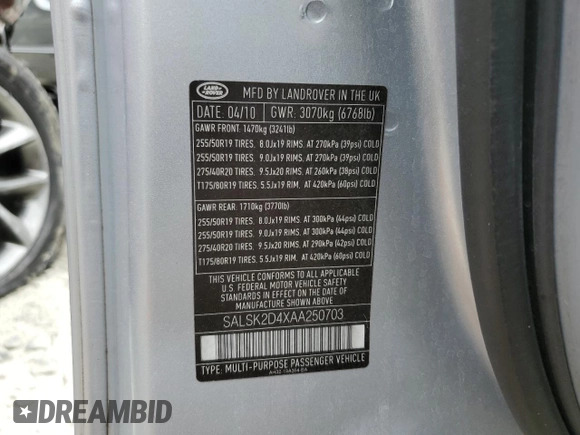 LAND
ROVER
MFD BY LANDROVER IN THE UK
DATE 04/10 GWR: 3070kg (6768lb)
GAWR FRONT: 1470kg (3241lb)
255/50R19 TIRES. 8.0Jx19 RIMS. AT 270kPa (39psi) COLD
255/50R19 TIRES. 9.0Jx19 RIMS. AT 270kPa (39psi) COLD
275/40R20 TIRES. 9.5Jx20 RIMS. AT 260kPa (38psi) COLD
T175/80R19 TIRES. 5.5Jx19 RIM. AT 420kPa (60psi) COLD
GAWR REAR: 1710kg (3770lb)
255/50R19 TIRES. 8.0Jx19 RIMS. AT 300kPa (44psi) COLD
255/50R19 TIRES. 9.0Jx19 RIMS. AT 300kPa (44psi) COLD
275/40R20 TIRES. 9.5Jx20 RIMS. AT 290kPa (42psi) COLD
T175/80R19 TIRES. 5.5Jx19 RIM. AT 420kPa (60psi) COLD
THIS VEHICLE CONFORMS TO ALL APPLICABLE
U.S. FEDERAL MOTOR VEHICLE SAFETY
STANDARDS IN EFFECT ON THE DATE OF
MANUFACTURE SHOWN ABOVE.
SALSK2D4XAA250703
TYPE: MULTI-PURPOSE PASSENGER VEHICLE
DREAMBID